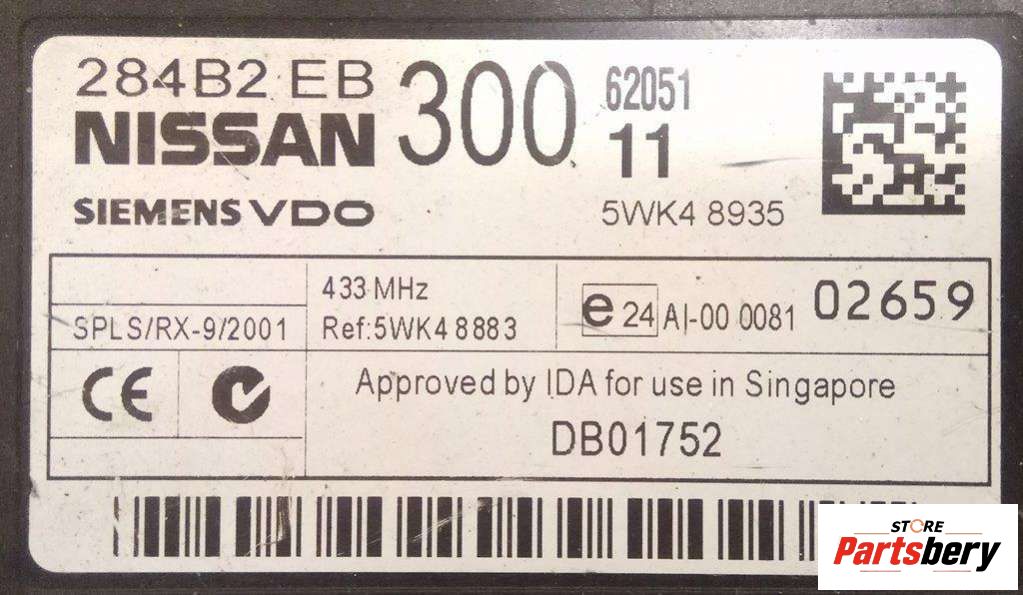 284B2 EB 300 62051
NISSAN 11
SIEMENS VDO 5WK4 8935
433 MHz
SPLS/RX-9/2001 Ref:5WK4 8883 e 24 AI-00 0081 02659
CE Approved by IDA for use in Singapore
DB01752
STORE
Partsbery